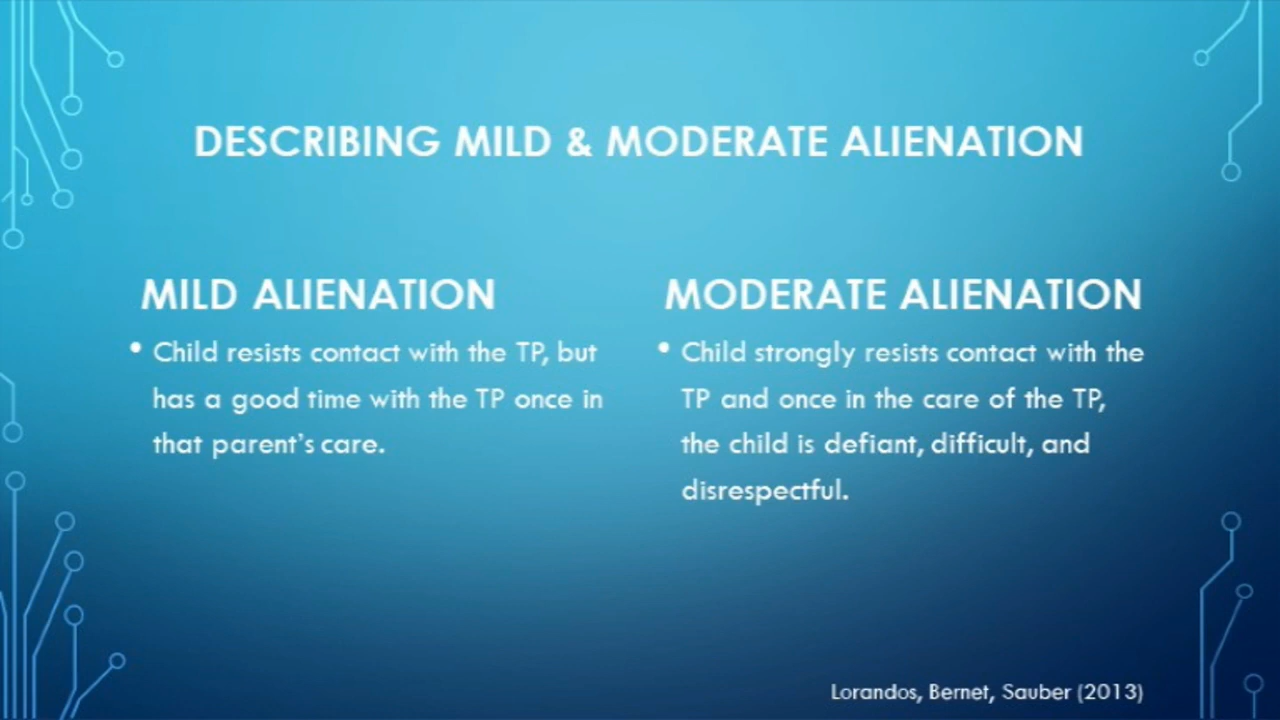 DESCRIBING MILD & MODERATE ALIENATION
MILD ALIENATION
• Child resists contact with the TP, but
has a good time with the TP once in
that parent's care.
MODERATE ALIENATION
• Child strongly resists contact with the
TP and once in the care of the TP,
the child is defiant, difficult, and
disrespectful.
Lorandos, Bernet, Sauber (2013)